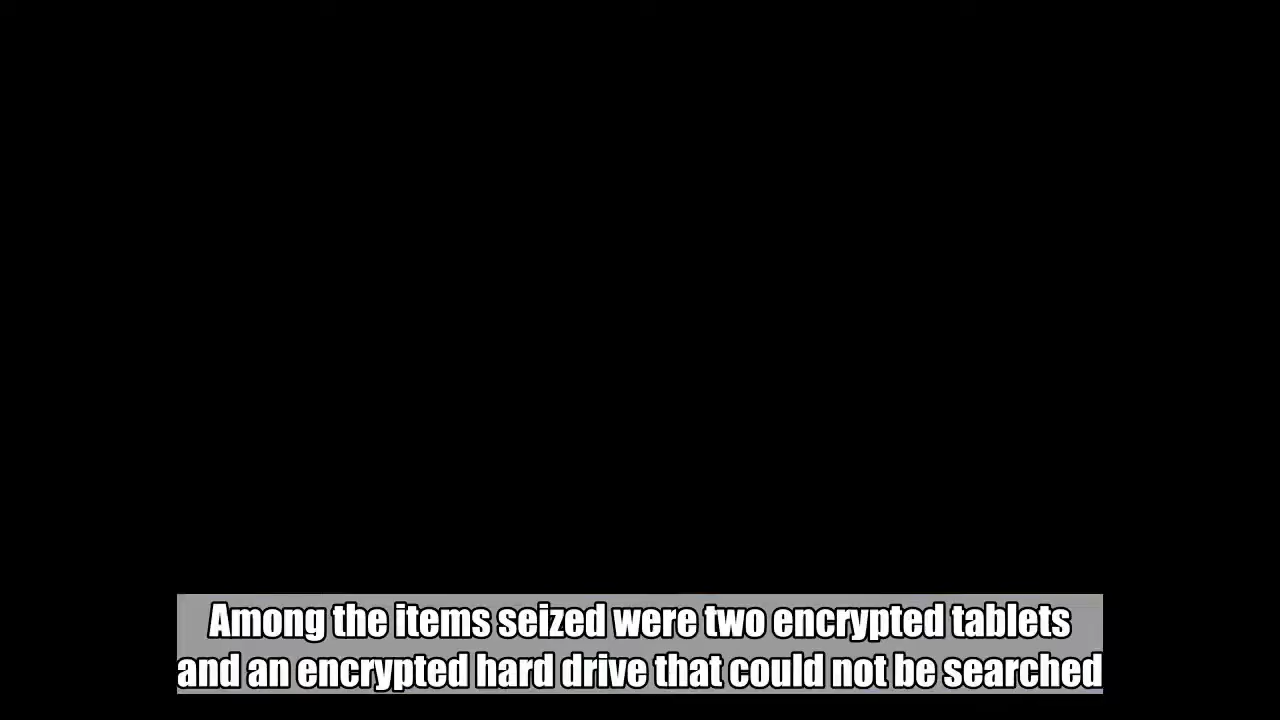 Among the items seized were two encrypted tablets
and an encrypted hard drive that could not be searched